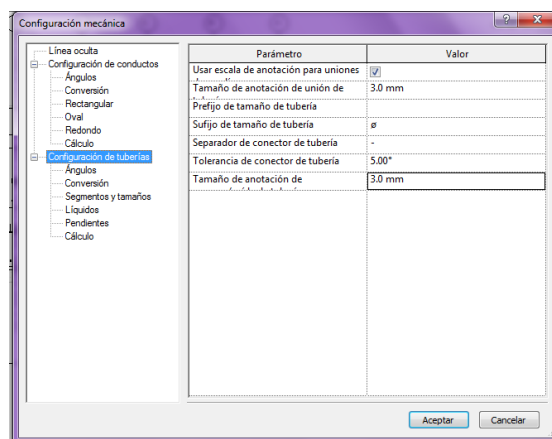 Configuración mecánica
Línea oculta
Configuración de conductos
Ángulos
Conversión
Rectangular
Oval
Redondo
Cálculo
Configuración de tuberías
Ángulos
Conversión
Segmentos y tamaños
Líquidos
Pendientes
Cálculo
Parámetro Valor
Usar escala de anotación para uniones
Tamaño de anotación de unión de 3.0 mm
Prefijo de tamaño de tubería
Sufijo de tamaño de tubería ø
Separador de conector de tubería -
Tolerancia de conector de tubería 5.00°
Tamaño de anotación de 3.0 mm
Aceptar Cancelar